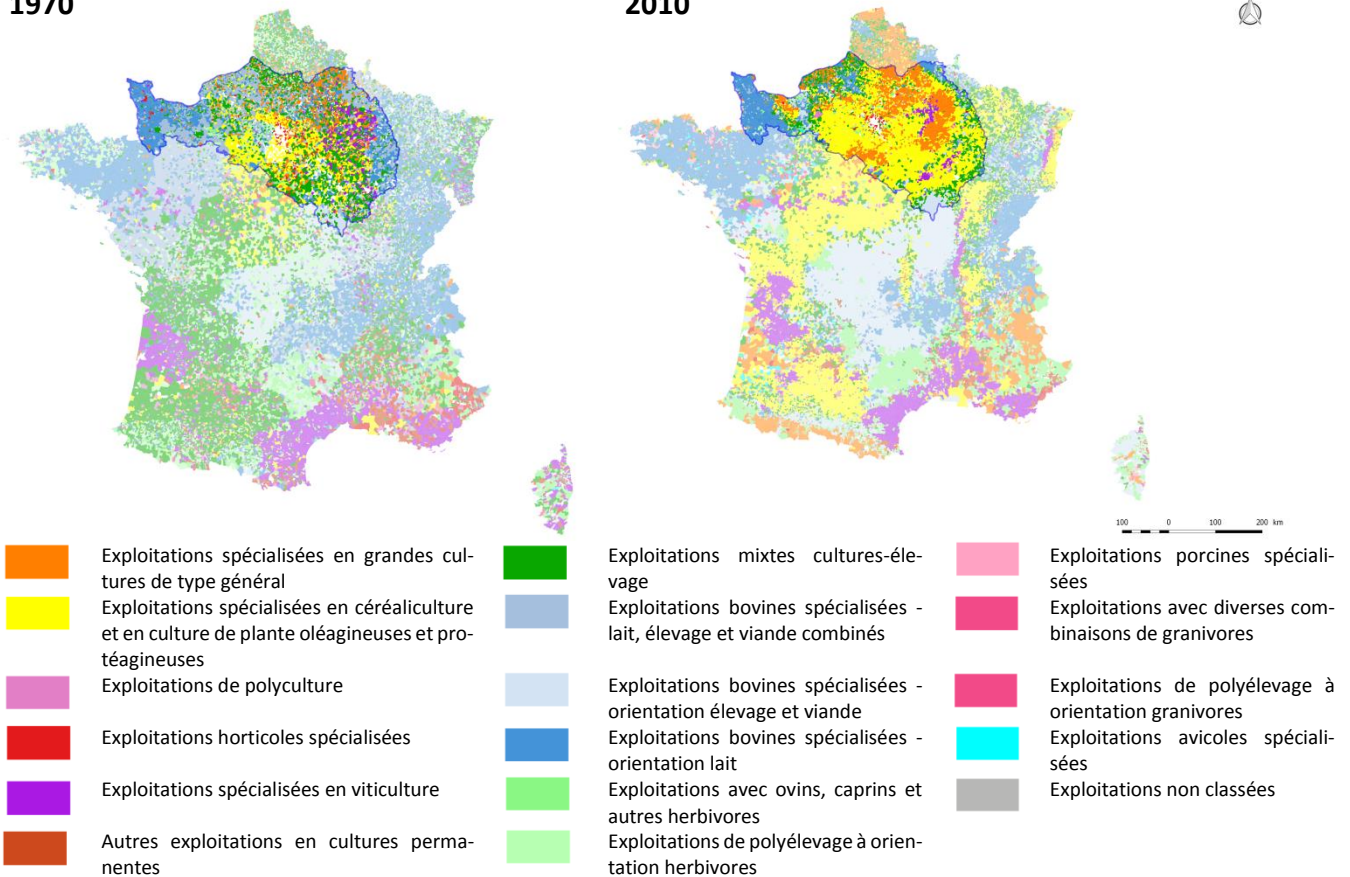 1970
2010
100 0 100 200 km
Exploitations spécialisées en grandes cul-
tures de type général
Exploitations spécialisées en céréaliculture
et en culture de plante oléagineuses et pro-
téagineuses
Exploitations de polyculture
Exploitations horticoles spécialisées
Exploitations spécialisées en viticulture
Autres exploitations en cultures perma-
nentes
Exploitations mixtes cultures-éle-
vage
Exploitations bovines spécialisées -
lait, élevage et viande combinés
Exploitations bovines spécialisées -
orientation élevage et viande
Exploitations bovines spécialisées -
orientation lait
Exploitations avec ovins, caprins et
autres herbivores
Exploitations de polyélevage à orien-
tation herbivores
Exploitations porcines spéciali-
sées
Exploitations avec diverses com-
binaisons de granivores
Exploitations de polyélevage à
orientation granivores
Exploitations avicoles spéciali-
sées
Exploitations non classées